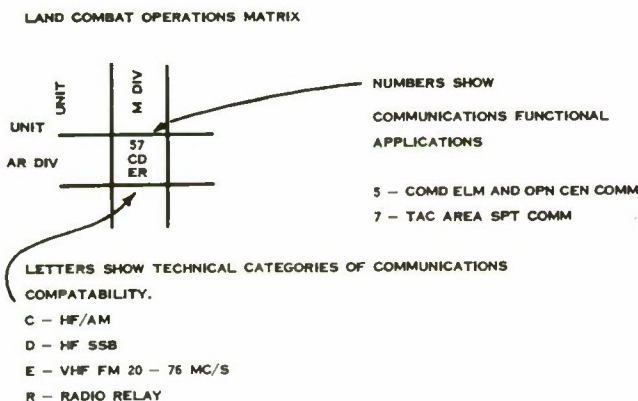 LAND COMBAT OPERATIONS MATRIX
UNIT
M DIV
UNIT
AR DIV
57
CD
ER
NUMBERS SHOW
COMMUNICATIONS FUNCTIONAL
APPLICATIONS
5 – COMD ELM AND OPN CEN COMM
7 – TAC AREA SPT COMM
LETTERS SHOW TECHNICAL CATEGORIES OF COMMUNICATIONS
COMPATABILITY.
C – HF/AM
D – HF SSB
E – VHF FM 20 – 76 MC/S
R – RADIO RELAY